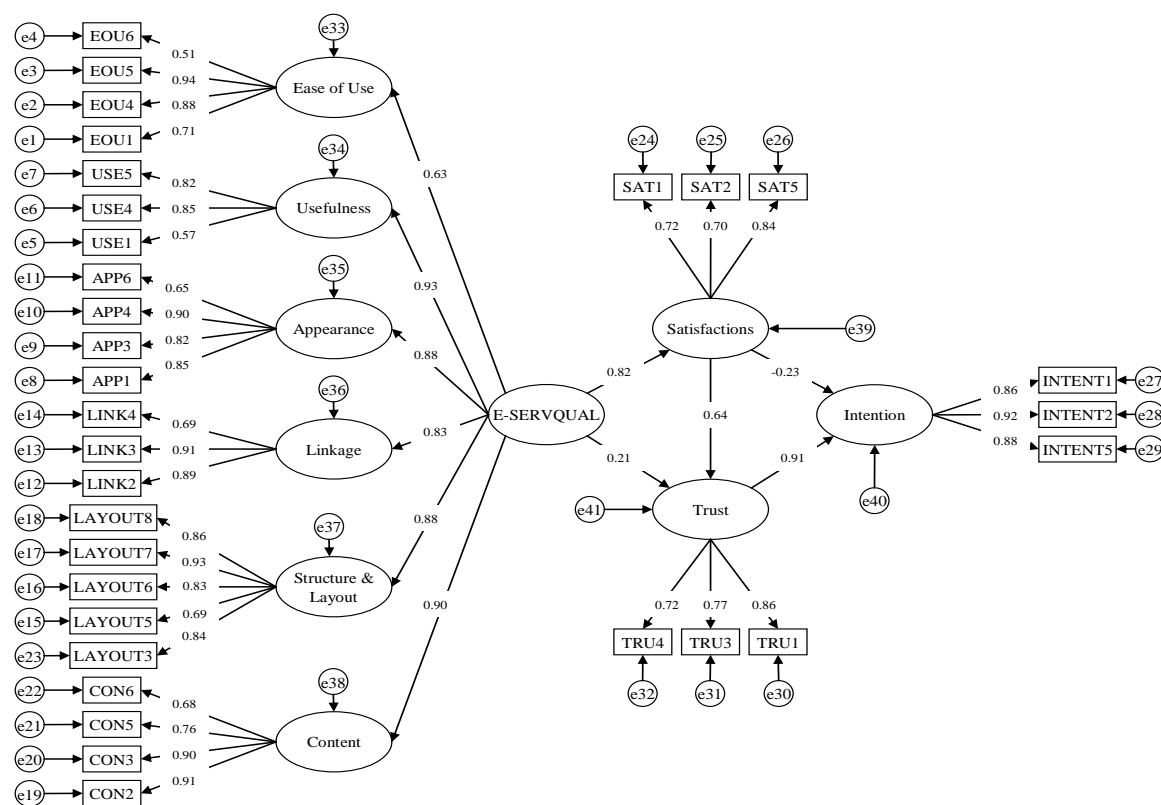 e4 EOU6
0.51
e3 EOU5
0.94
e2 EOU4
0.88
e1 EOU1
0.71
e33
Ease of Use
e7 USE5
0.82
e6 USE4
0.85
e5 USE1
0.57
e34
Usefulness
e11 APP6
0.65
e10 APP4
0.90
e9 APP3
0.82
e8 APP1
0.85
e35
Appearance
e14 LINK4
0.69
e13 LINK3
0.91
e12 LINK2
0.89
e36
Linkage
e18 LAYOUT8
0.86
e17 LAYOUT7
0.93
e16 LAYOUT6
0.83
e15 LAYOUT5
0.69
e23 LAYOUT3
0.84
e37
Structure &
Layout
e22 CON6
0.68
e21 CON5
0.76
e20 CON3
0.90
e19 CON2
0.91
e38
Content
0.63
0.93
0.88
0.83
0.88
0.90
E-SERVQUAL
0.82
0.21
e24 e25 e26
SAT1 SAT2 SAT5
0.72 0.70 0.84
Satisfactions
e39
0.64
-0.23
0.91
e41
Trust
0.72 0.77 0.86
TRU4 TRU3 TRU1
e32 e31 e30
Intention
e40
0.86 INTENT1 e27
0.92 INTENT2 e28
0.88 INTENT5 e29